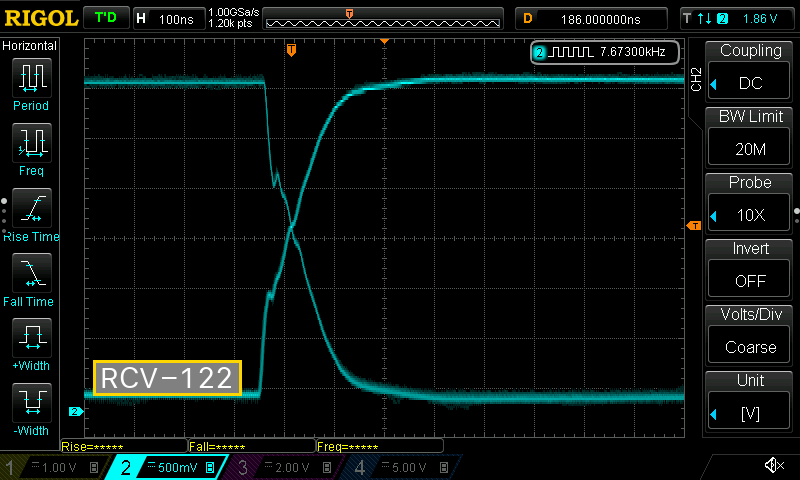 RIGOL T'D H 100ns 1.00GSa/s 1.20k pts T D 186.000000ns T 2 1.86 V
Horizontal
Period
Freq
Rise Time
Fall Time
+Width
-Width
T
2 7.67300kHz
T
2
RCV-122
CH2
Coupling
DC
BW Limit
20M
Probe
10X
Invert
OFF
Volts/Div
Coarse
Unit
[V]
Rise=***** Fall=***** Freq=*****
1 1.00 V B 2 500mV B 3 2.00 V B 4 5.00 V B